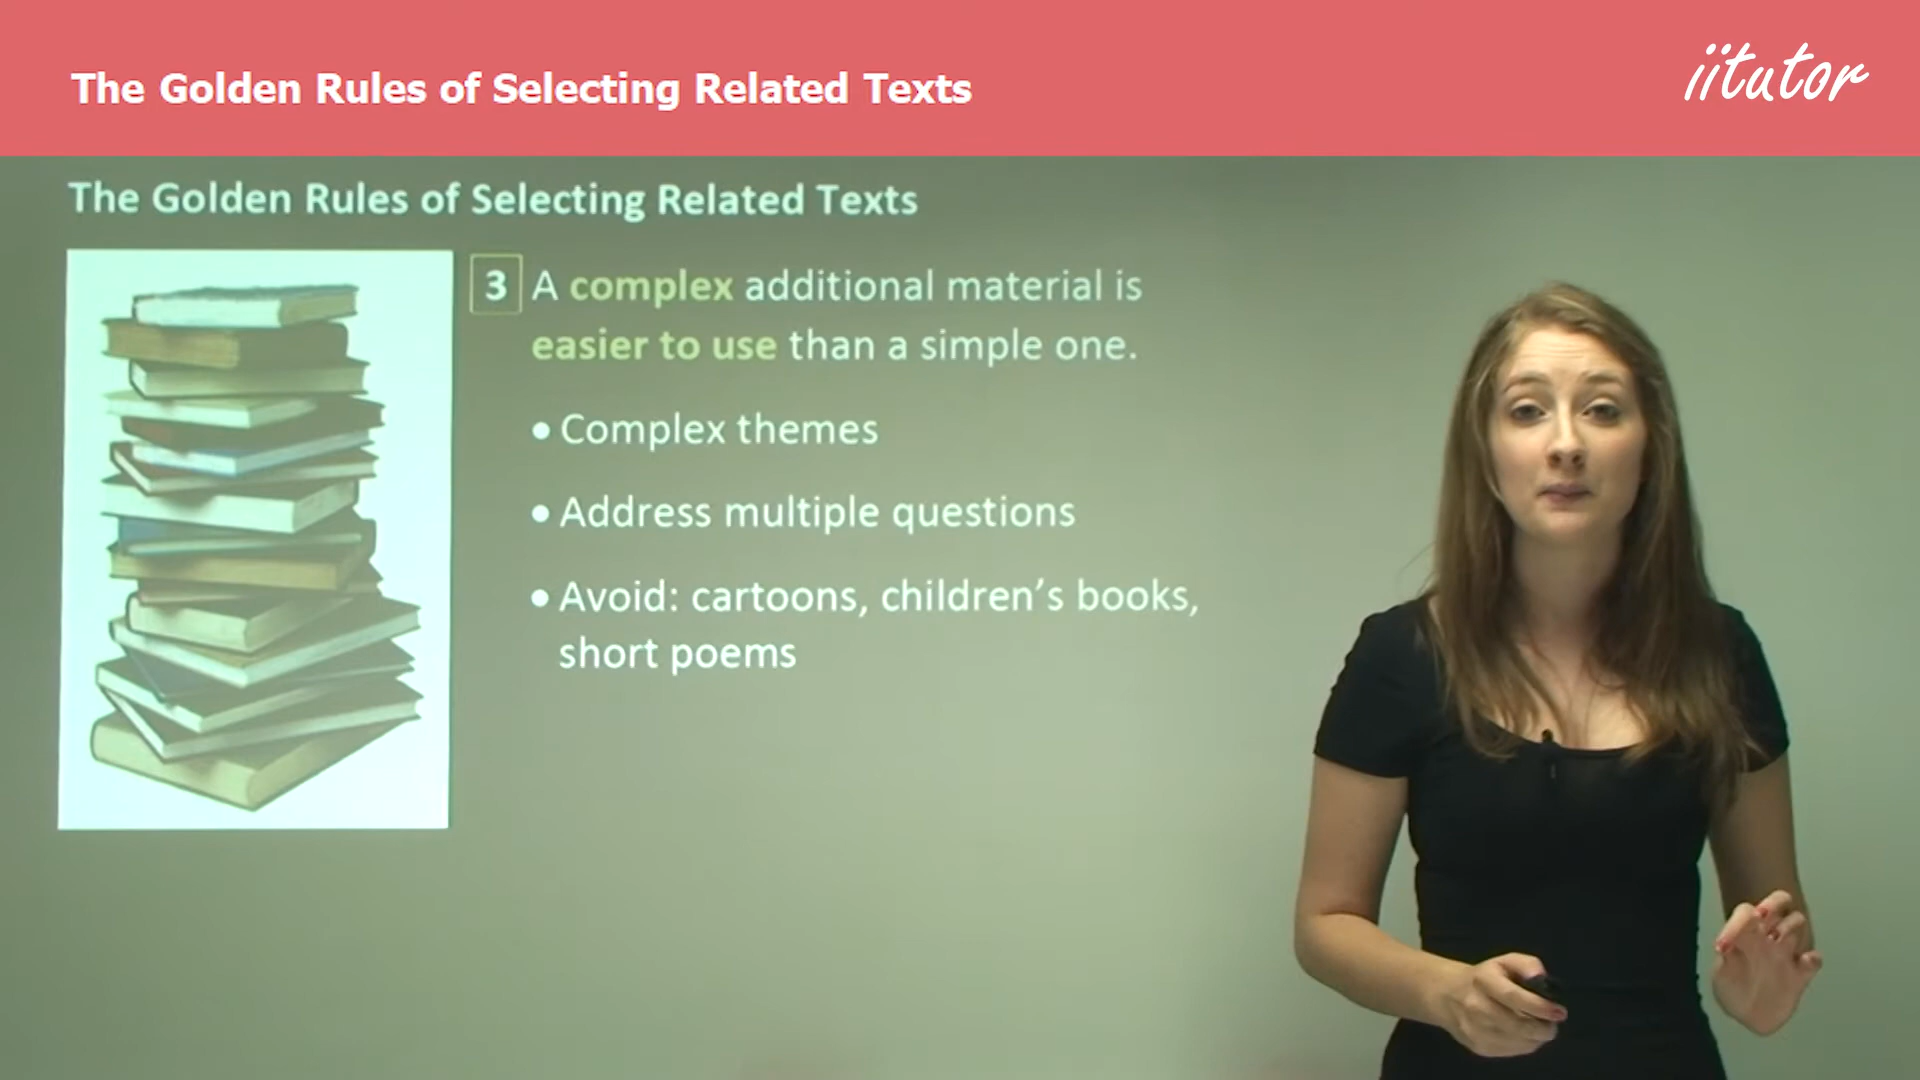 The Golden Rules of Selecting Related Texts
iitutor
The Golden Rules of Selecting Related Texts
3 A complex additional material is
easier to use than a simple one.
• Complex themes
• Address multiple questions
• Avoid: cartoons, children's books,
short poems